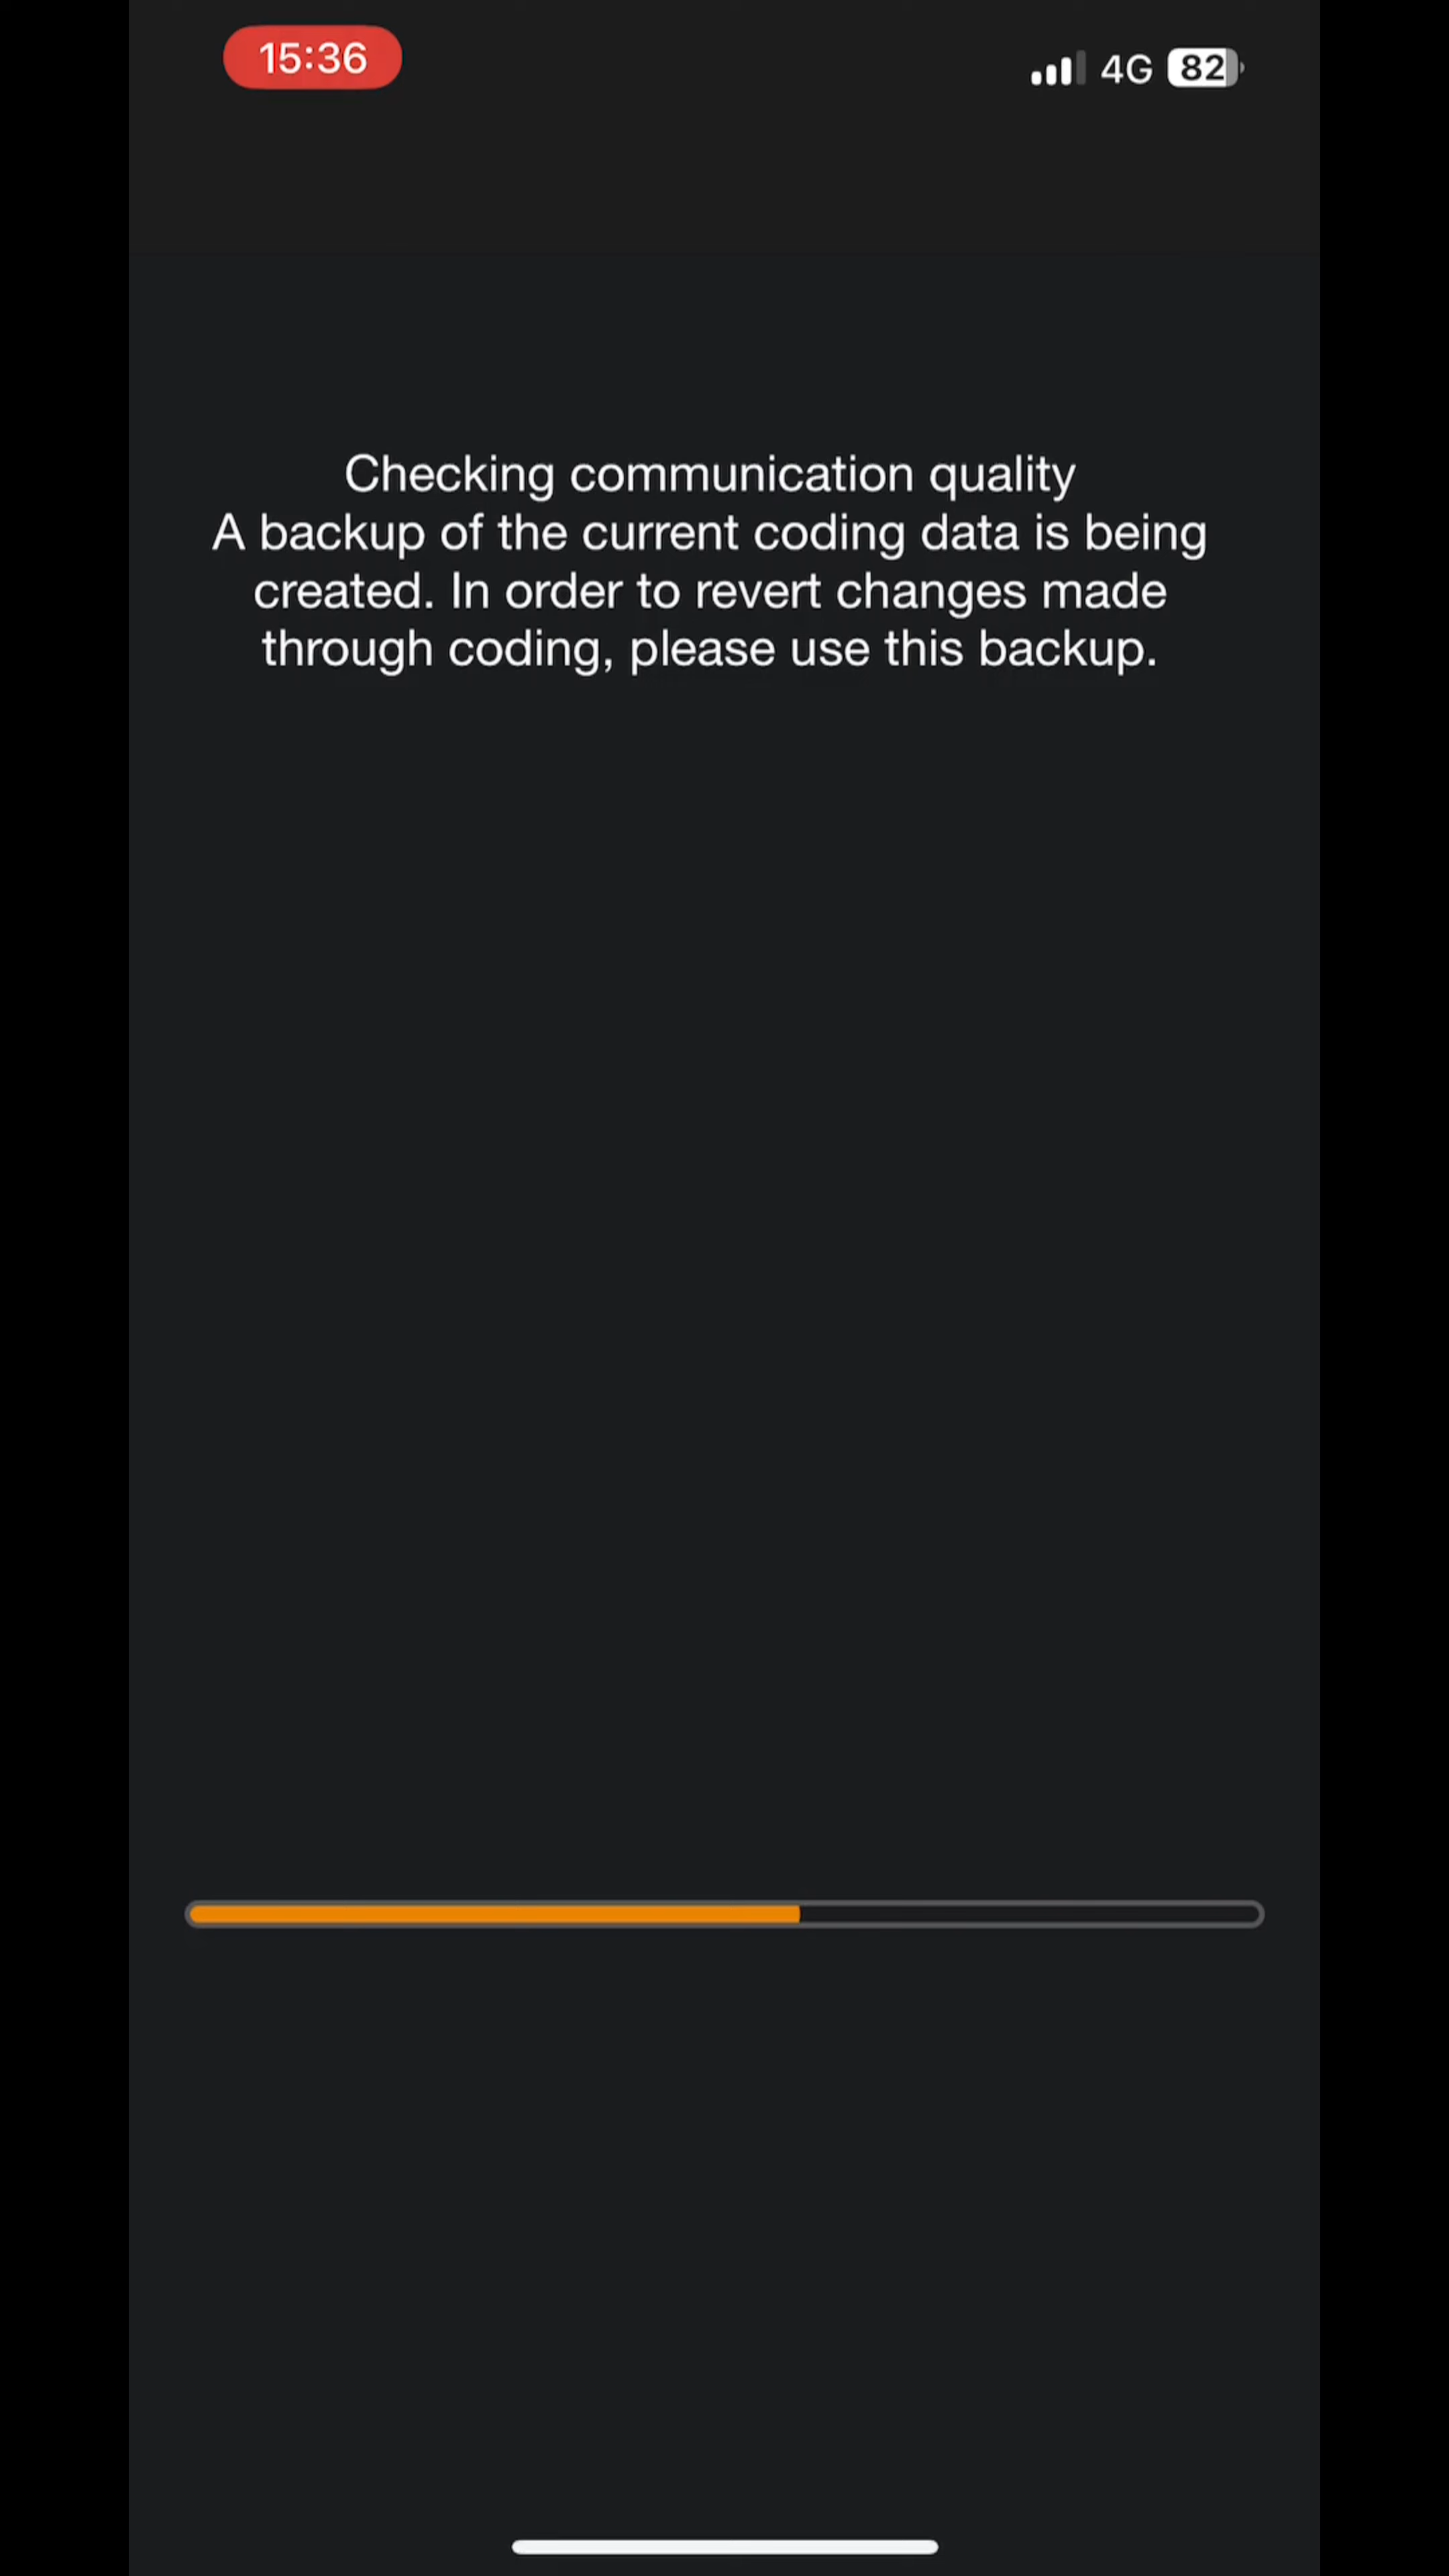 15:36
4G 82
Checking communication quality
A backup of the current coding data is being
created. In order to revert changes made
through coding, please use this backup.